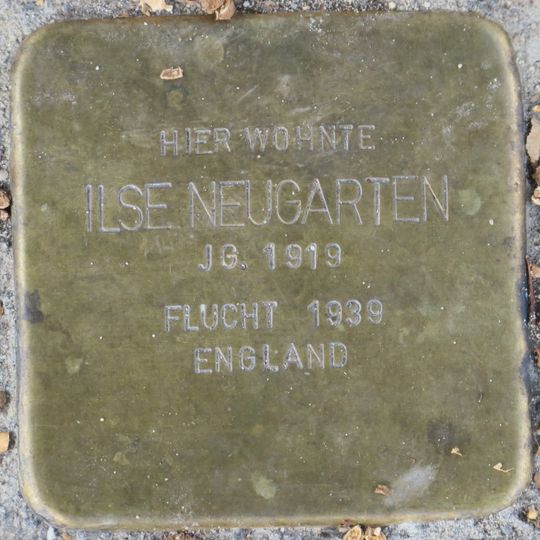 HIER WOHNTE
ILSE NEUGARTEN
JG. 1919
FLUCHT 1939
ENGLAND